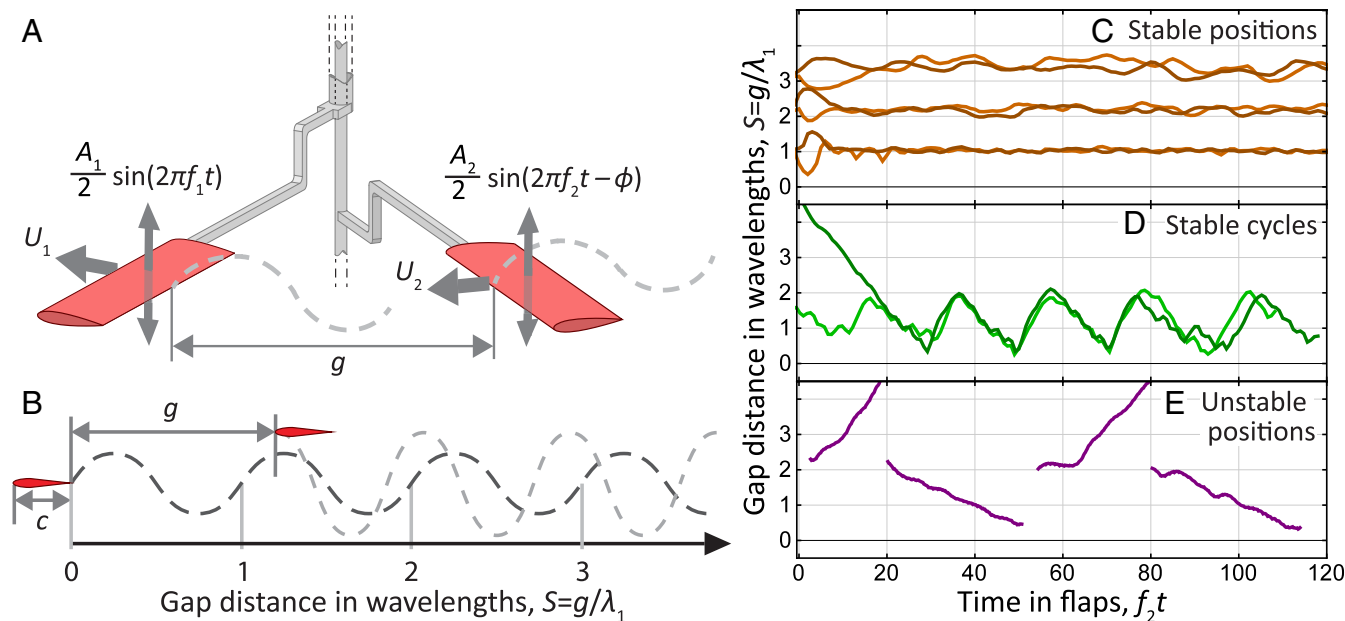 A
A₁/2 sin(2πf₁t)
A₂/2 sin(2πf₂t – ϕ)
U₁
U₂
g
B
g
c
0 1 2 3
Gap distance in wavelengths, S=g/λ₁
Gap distance in wavelengths, S=g/λ₁
C Stable positions
3
2
1
0
D Stable cycles
3
2
1
0
E Unstable
positions
3
2
1
0
0 20 40 60 80 100 120
Time in flaps, f₂t